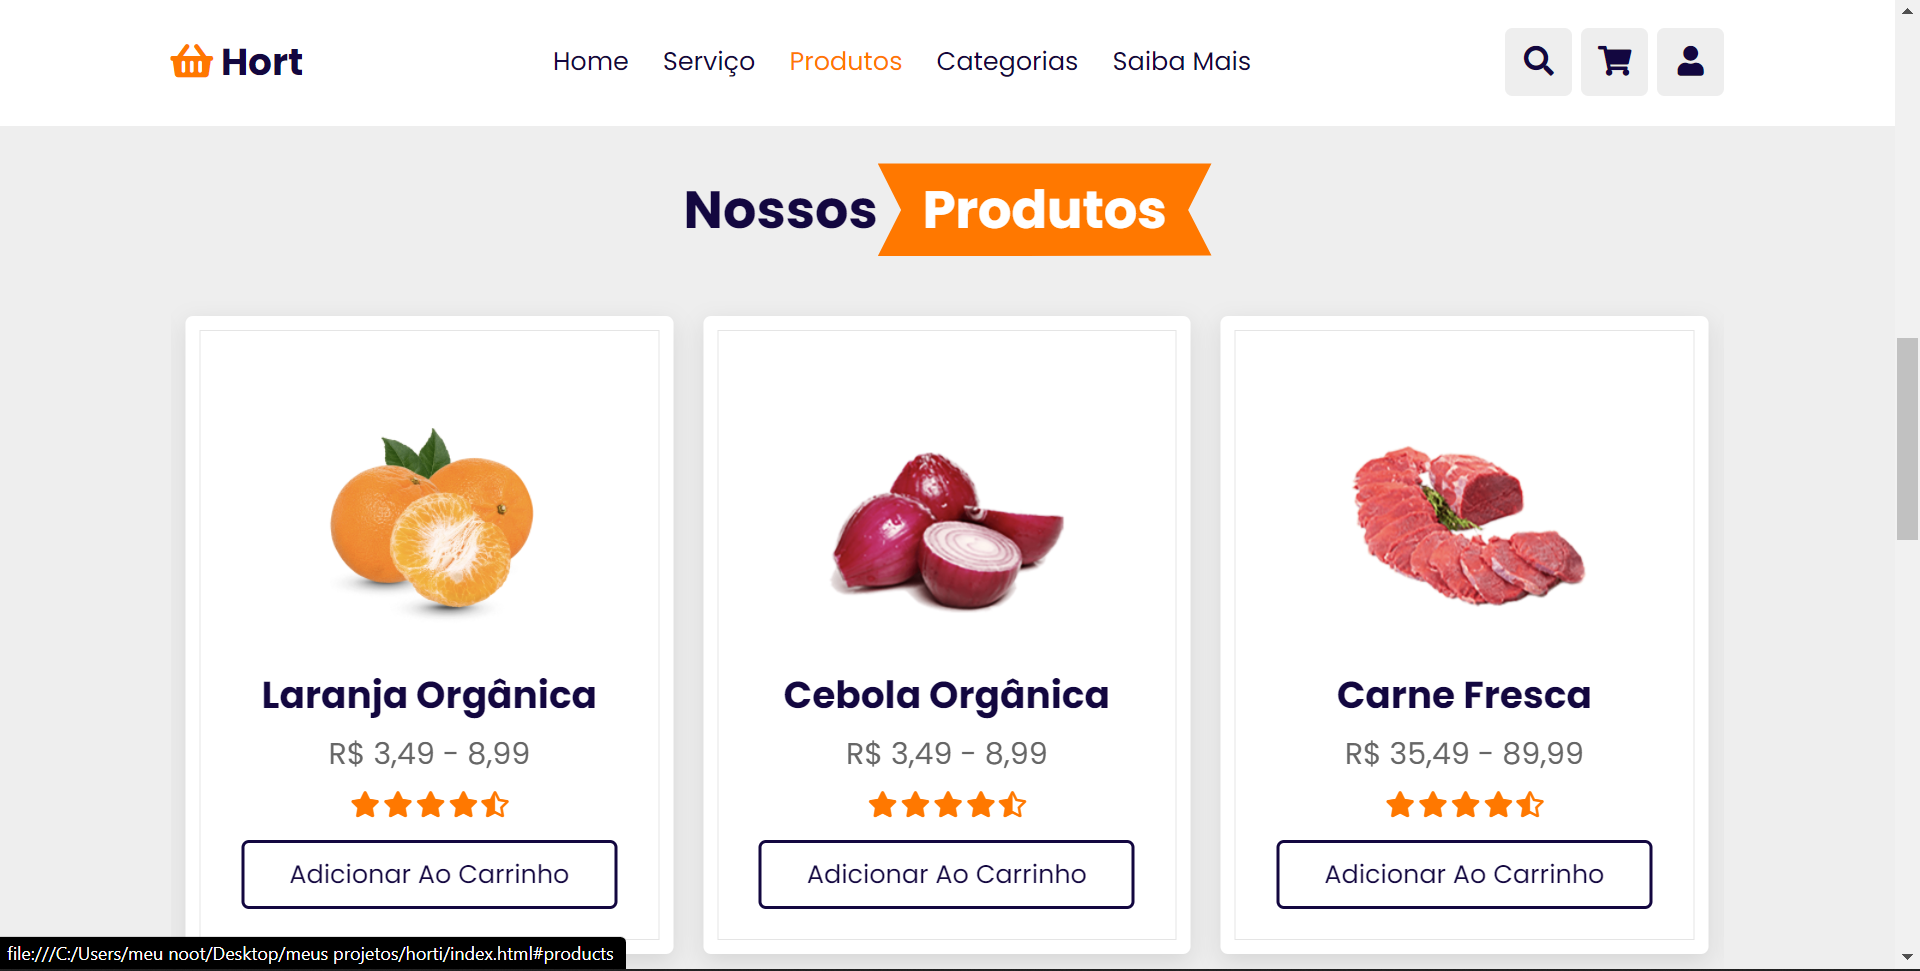 Hort
Home Serviço Produtos Categorias Saiba Mais
Nossos Produtos
Laranja Orgânica
R$ 3,49 - 8,99
Adicionar Ao Carrinho
Cebola Orgânica
R$ 3,49 - 8,99
Adicionar Ao Carrinho
Carne Fresca
R$ 35,49 - 89,99
Adicionar Ao Carrinho
file:///C:/Users/meu noot/Desktop/meus projetos/horti/index.html#products